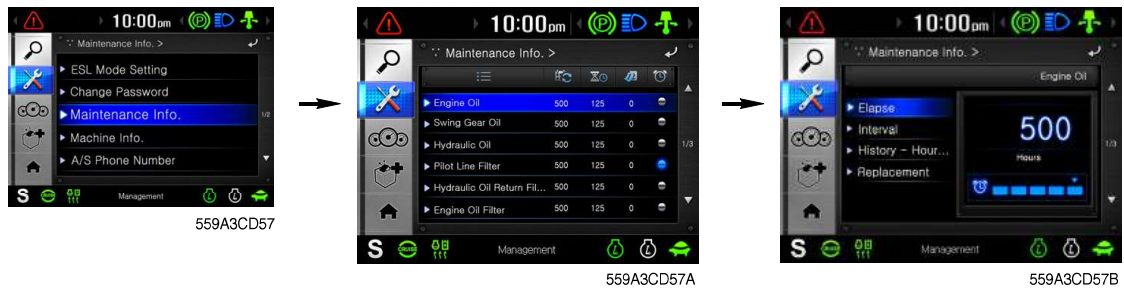 10:00pm
Maintenance Info. >
ESL Mode Setting
Change Password
Maintenance Info.
Machine Info.
A/S Phone Number
1/2
S CRUISE Management
559A3CD57
10:00pm
Maintenance Info. >
Engine Oil 500 125 0
Swing Gear Oil 500 125 0
Hydraulic Oil 500 125 0
Pilot Line Filter 500 125 0
Hydraulic Oil Return Fil... 500 125 0
Engine Oil Filter 500 125 0
1/3
S CRUISE Management
559A3CD57A
10:00pm
Maintenance Info. >
Engine Oil
Elapse
Interval
History - Hour...
Replacement
500
Hours
1/3
S CRUISE Management
559A3CD57B